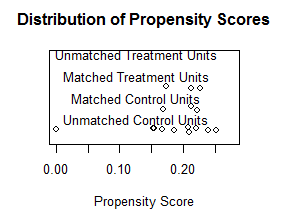 Distribution of Propensity Scores
Unmatched Treatment Units
Matched Treatment Units
Matched Control Units
Unmatched Control Units
0.00 0.10 0.20
Propensity Score